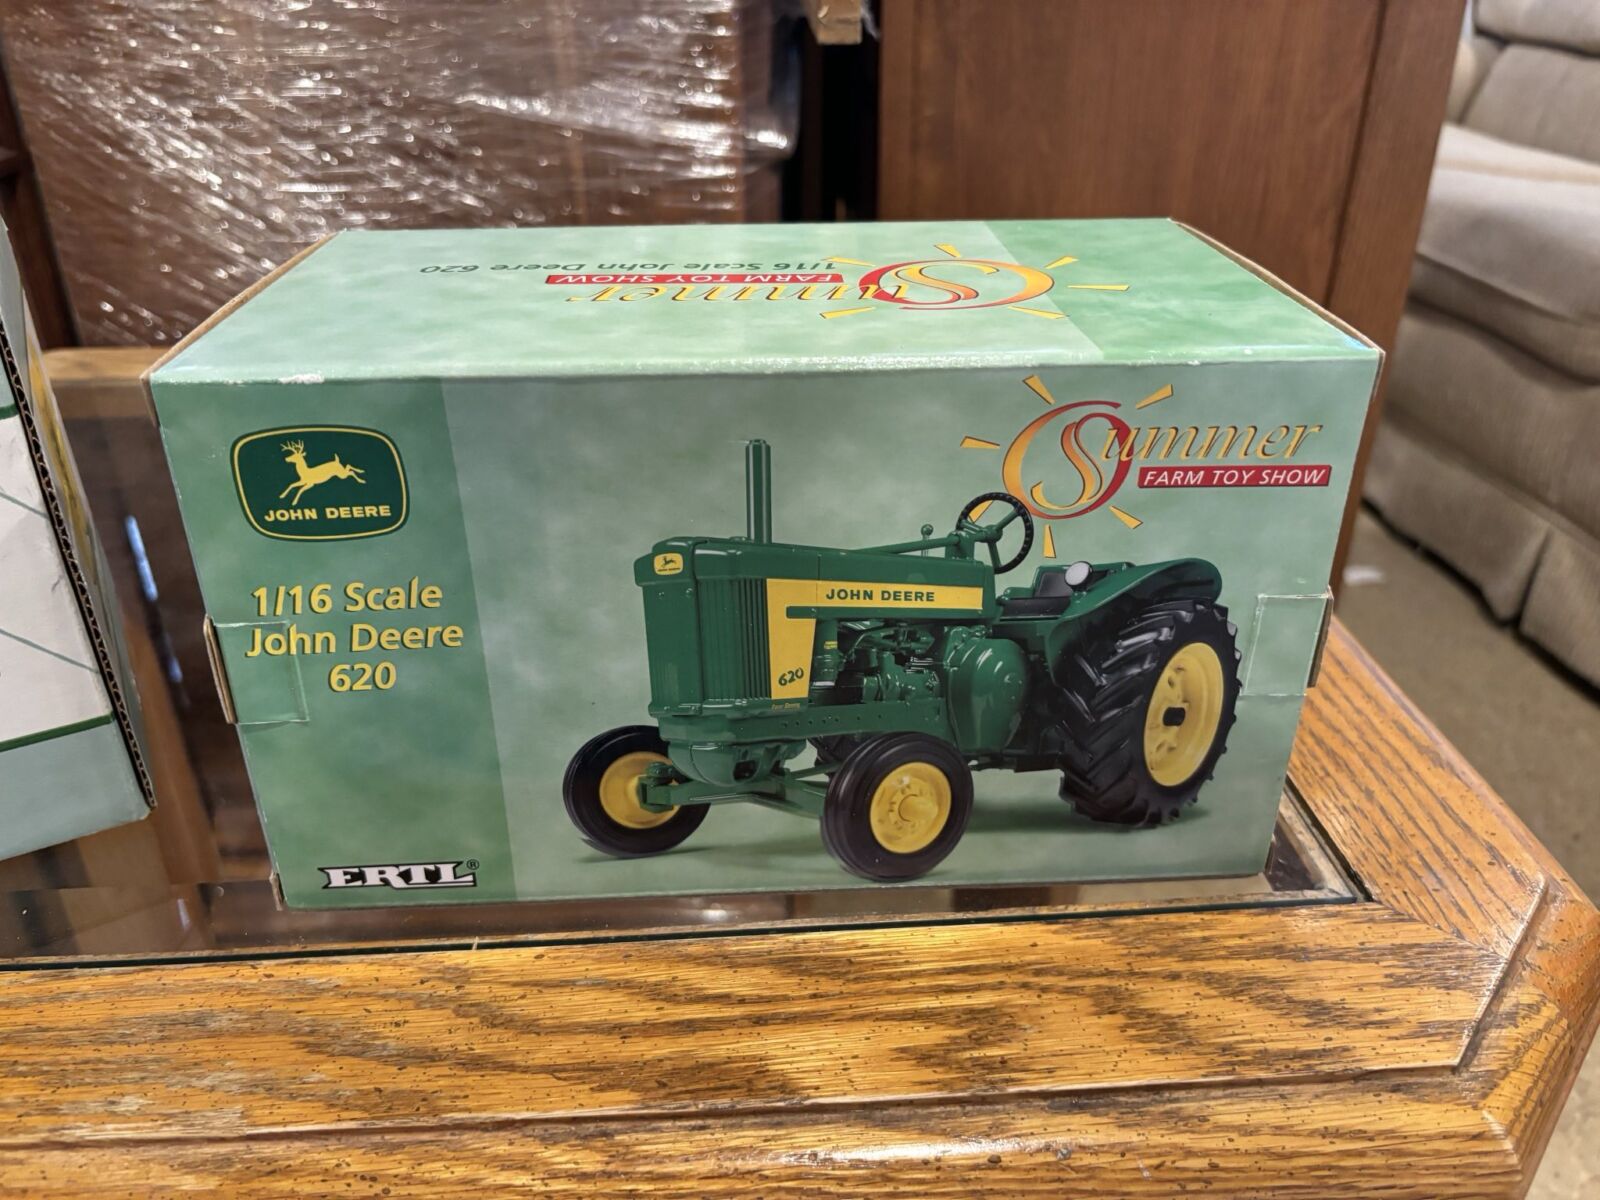 1/16 Scale John Deere 620
Summer
FARM TOY SHOW
JOHN DEERE
1/16 Scale
John Deere
620
ERTL®
Summer
FARM TOY SHOW
JOHN DEERE
620